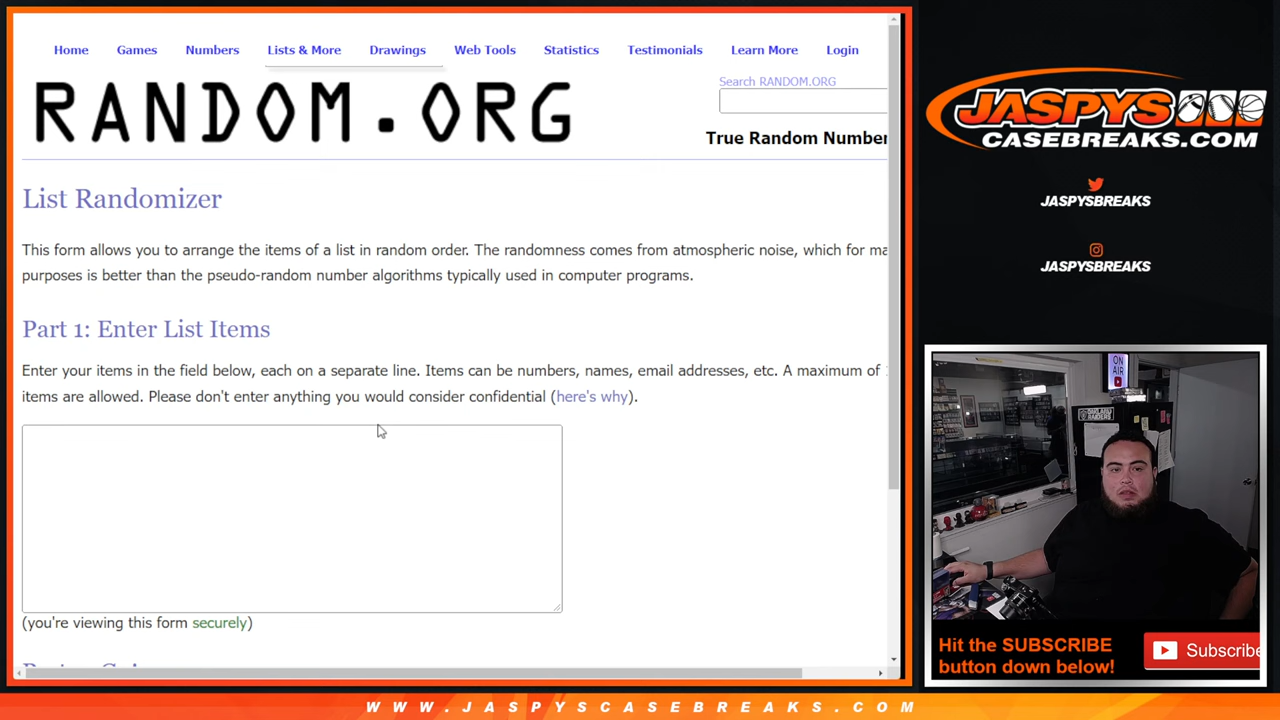 Home Games Numbers Lists & More Drawings Web Tools Statistics Testimonials Learn More Login
RANDOM.ORG
Search RANDOM.ORG
True Random Number
List Randomizer
This form allows you to arrange the items of a list in random order. The randomness comes from atmospheric noise, which for ma
purposes is better than the pseudo-random number algorithms typically used in computer programs.
Part 1: Enter List Items
Enter your items in the field below, each on a separate line. Items can be numbers, names, email addresses, etc. A maximum of
items are allowed. Please don't enter anything you would consider confidential (here's why).
(you're viewing this form securely)
JASPYS
CASEBREAKS.COM
JASPYSBREAKS
JASPYSBREAKS
ON
AIR
RAIDERS
Hit the SUBSCRIBE
button down below!
Subscribe
WWW.JASPYSCASEBREAKS.COM